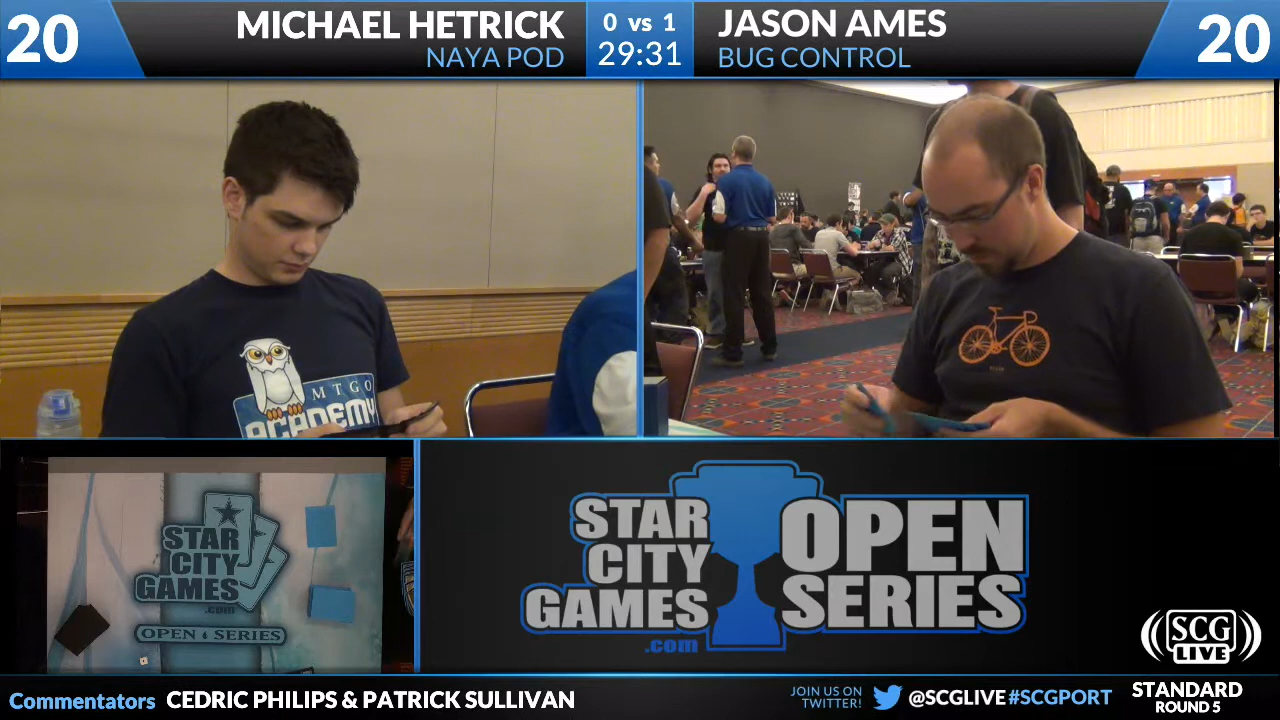 20
MICHAEL HETRICK
NAYA POD
0 vs 1
29:31
JASON AMES
BUG CONTROL
20
MTGO
ACADEMY
STAR
CITY
GAMES
.com
OPEN SERIES
STAR
CITY
GAMES
.com
OPEN
SERIES
SCG
LIVE
Commentators CEDRIC PHILIPS & PATRICK SULLIVAN
JOIN US ON
TWITTER!
@SCGLIVE #SCGPORT
STANDARD
ROUND 5